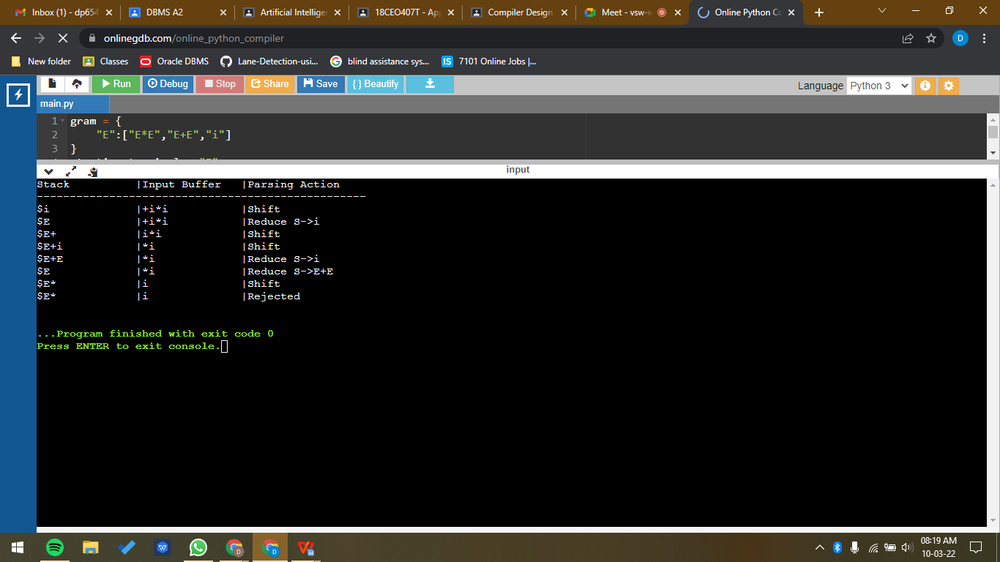 Inbox (1) - dp654
DBMS A2
Artificial Intellige
18CEO407T - Ap
Compiler Design
Meet - vsw-
Online Python Co
onlinegdb.com/online_python_compiler
D
New folder
Classes
Oracle DBMS
Lane-Detection-usi...
blind assistance sys...
IS 7101 Online Jobs |...
Run
Debug
Stop
Share
Save
{ } Beautify
Language Python 3
main.py
1 gram = {
2 "E":["E*E","E+E","i"]
3 }
input
Stack |Input Buffer |Parsing Action
--------------------------------------------------
$i |+i*i |Shift
$E |+i*i |Reduce S->i
$E+ |i*i |Shift
$E+i |*i |Shift
$E+E |*i |Reduce S->i
$E |*i |Reduce S->E+E
$E* |i |Shift
$E* |i |Rejected
...Program finished with exit code 0
Press ENTER to exit console.
08:19 AM
10-03-22